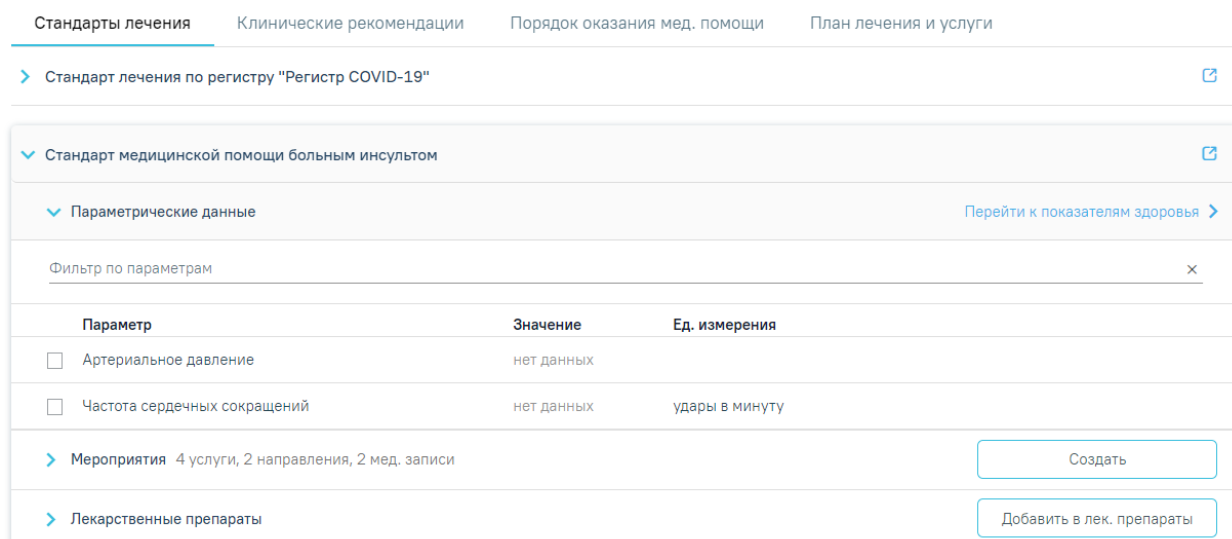 Стандарты лечения Клинические рекомендации Порядок оказания мед. помощи План лечения и услуги
Стандарт лечения по регистру "Регистр COVID-19"
Стандарт медицинской помощи больным инсультом
Параметрические данные Перейти к показателям здоровья
Фильтр по параметрам
Параметр Значение Ед. измерения
Артериальное давление нет данных
Частота сердечных сокращений нет данных удары в минуту
Мероприятия 4 услуги, 2 направления, 2 мед. записи Создать
Лекарственные препараты Добавить в лек. препараты